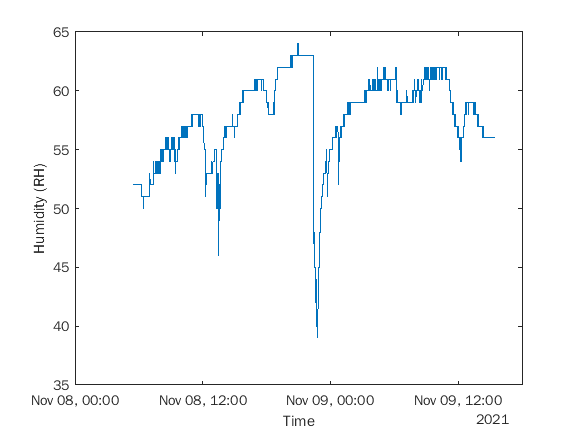 65
60
55
50
45
40
35
Humidity (RH)
Nov 08, 00:00
Nov 08, 12:00
Nov 09, 00:00
Nov 09, 12:00
Time
2021